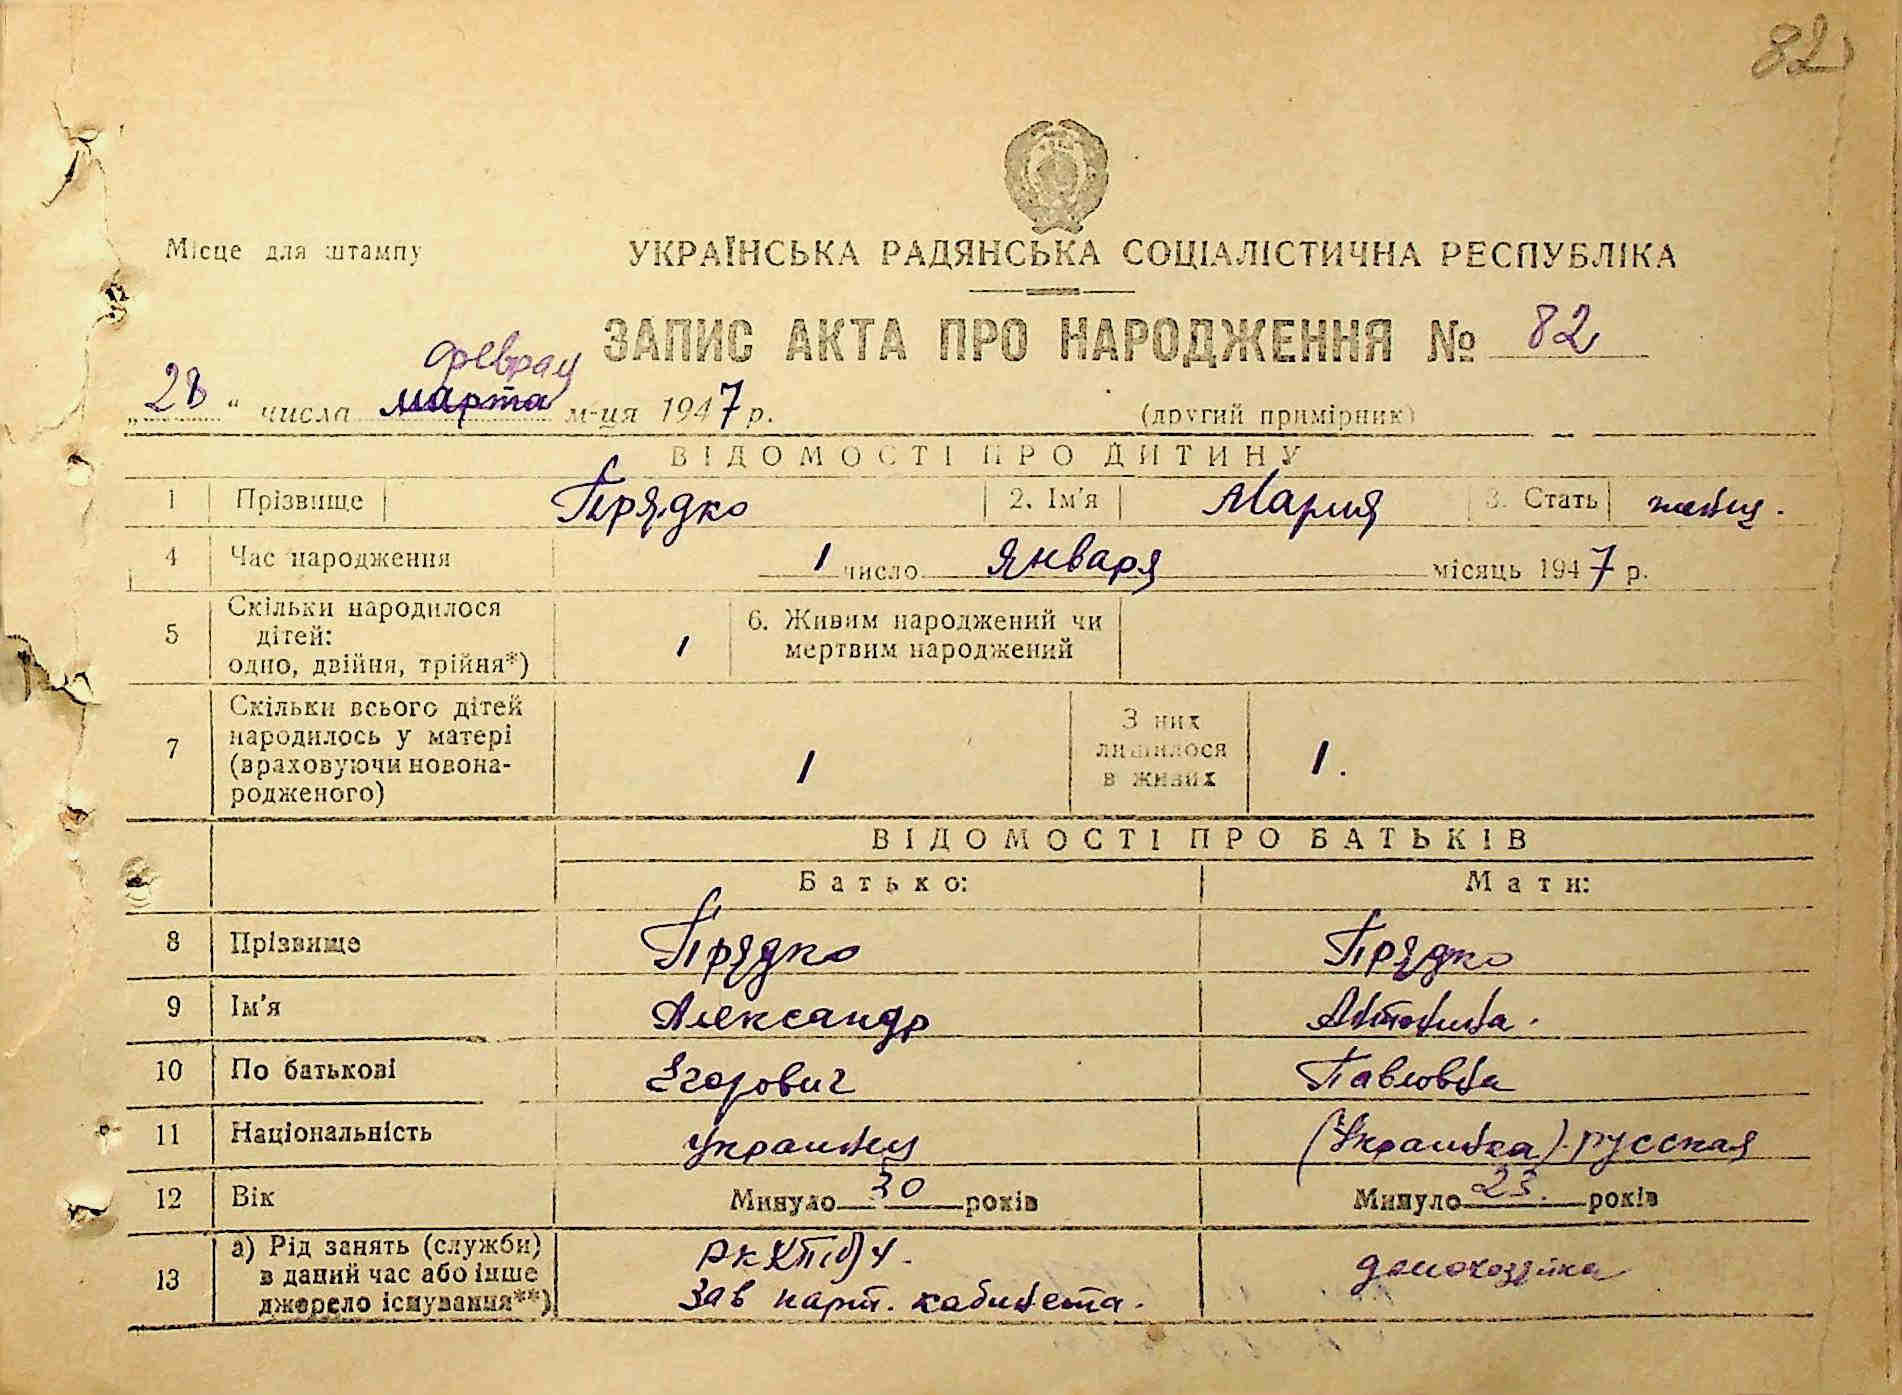 82
Місце для штампу
УКРАЇНСЬКА РАДЯНСЬКА СОЦІАЛІСТИЧНА РЕСПУБЛІКА
ЗАПИС АКТА ПРО НАРОДЖЕННЯ № 82
феврал
„28“ числа марта м-ця 1947 р.
(другий примірник)
ВІДОМОСТІ ПРО ДИТИНУ
1 Прізвище Прядко 2. Ім'я Мария 3. Стать женщ.
4 Час народження 1 число января місяць 1947 р.
5 Скільки народилося дітей: одно, двійня, трійня*) 1 6. Живим народжений чи мертвим народжений
7 Скільки всього дітей народилось у матері (враховуючи новонародженого) 1 З них лишилося в живих 1.
ВІДОМОСТІ ПРО БАТЬКІВ
Батько: Мати:
8 Прізвище Прядко Прядко
9 Ім'я Александр Антонина.
10 По батькові Егорович Павловна
11 Національність Украинец (Украинка) русская
12 Вік Минуло 30 років Минуло 23. років
13 а) Рід занять (служби) в даний час або інше джерело існування**) РК КП(б)У. Зав парт. кабинета. домохозяйка